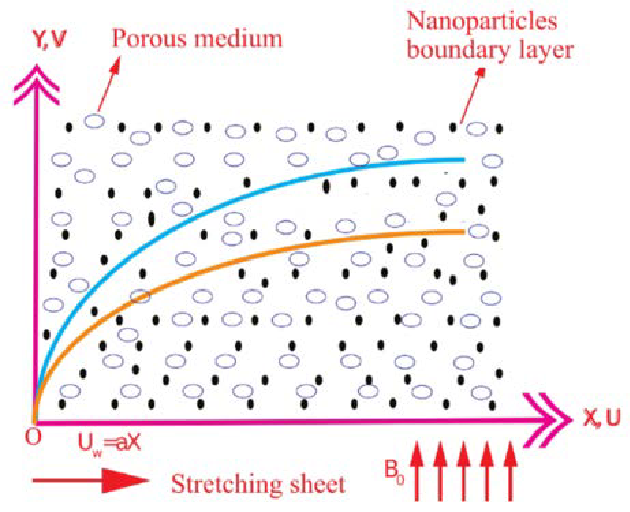 Y,V
Porous medium
Nanoparticles
boundary layer
X,U
O
U_w=aX
Stretching sheet
B_0